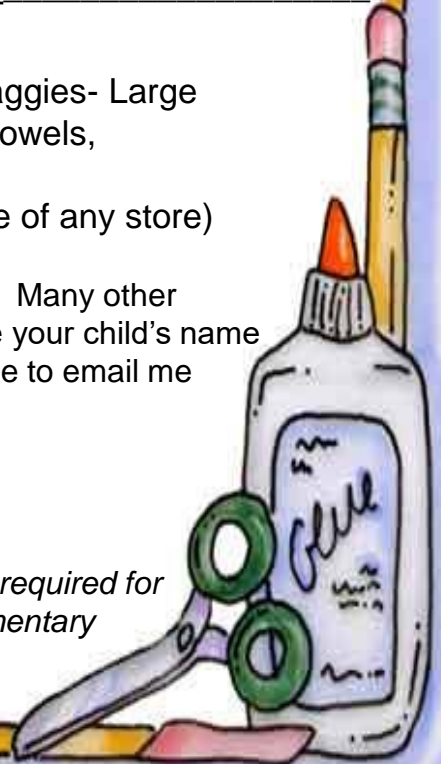 aggies- Large
owels,
e of any store)
Many other
e your child's name
e to email me
Glue
required for
mentary